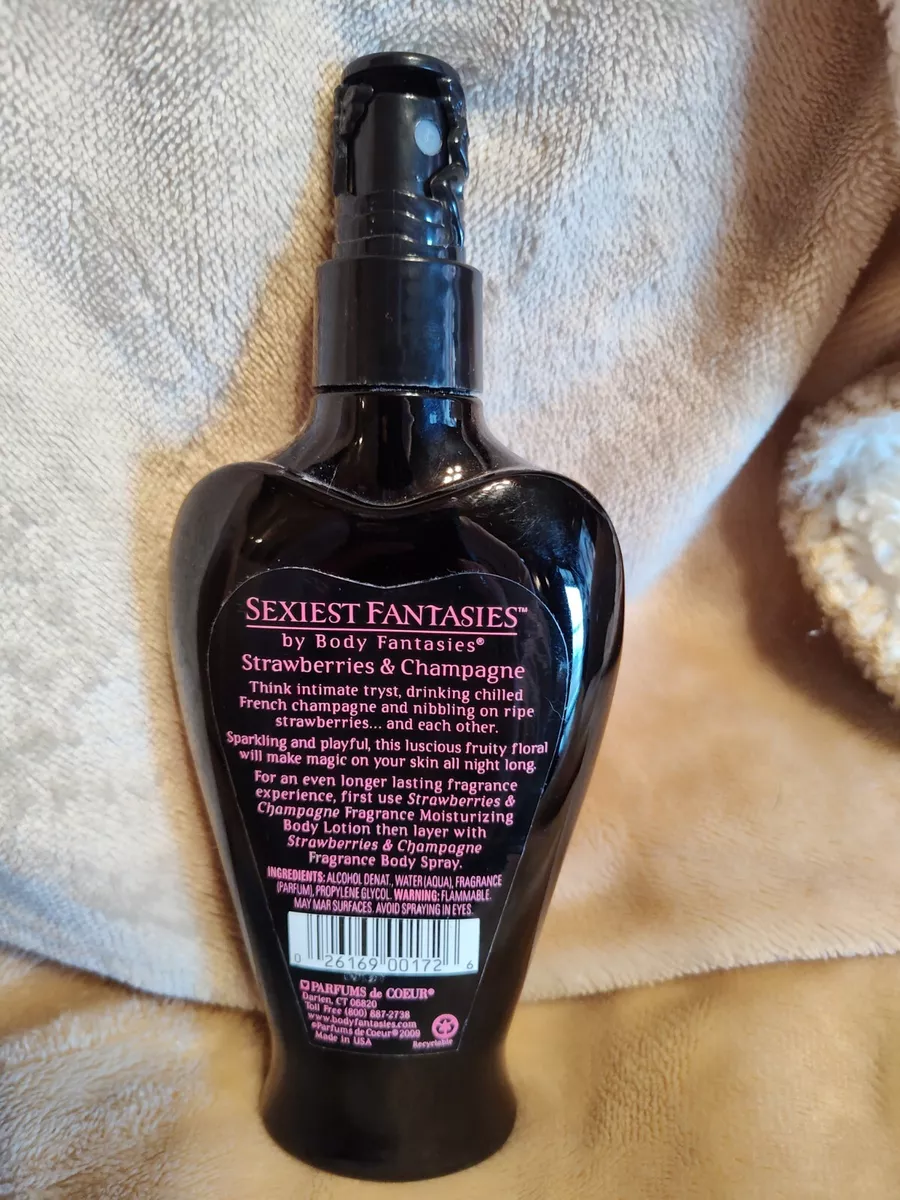 SEXIEST FANTASIES™
by Body Fantasies®
Strawberries & Champagne
Think intimate tryst, drinking chilled
French champagne and nibbling on ripe
strawberries... and each other.
Sparkling and playful, this luscious fruity floral
will make magic on your skin all night long.
For an even longer lasting fragrance
experience, first use Strawberries &
Champagne Fragrance Moisturizing
Body Lotion then layer with
Strawberries & Champagne
Fragrance Body Spray.
INGREDIENTS: ALCOHOL DENAT., WATER (AQUA), FRAGRANCE
(PARFUM), PROPYLENE GLYCOL. WARNING: FLAMMABLE.
MAY MAR SURFACES. AVOID SPRAYING IN EYES.
0 26169 00172 6
PARFUMS de COEUR®
Darien, CT 06820
Toll Free (800) 887-2738
www.bodyfantasies.com
©Parfums de Coeur® 2009
Made in USA
Recyclable